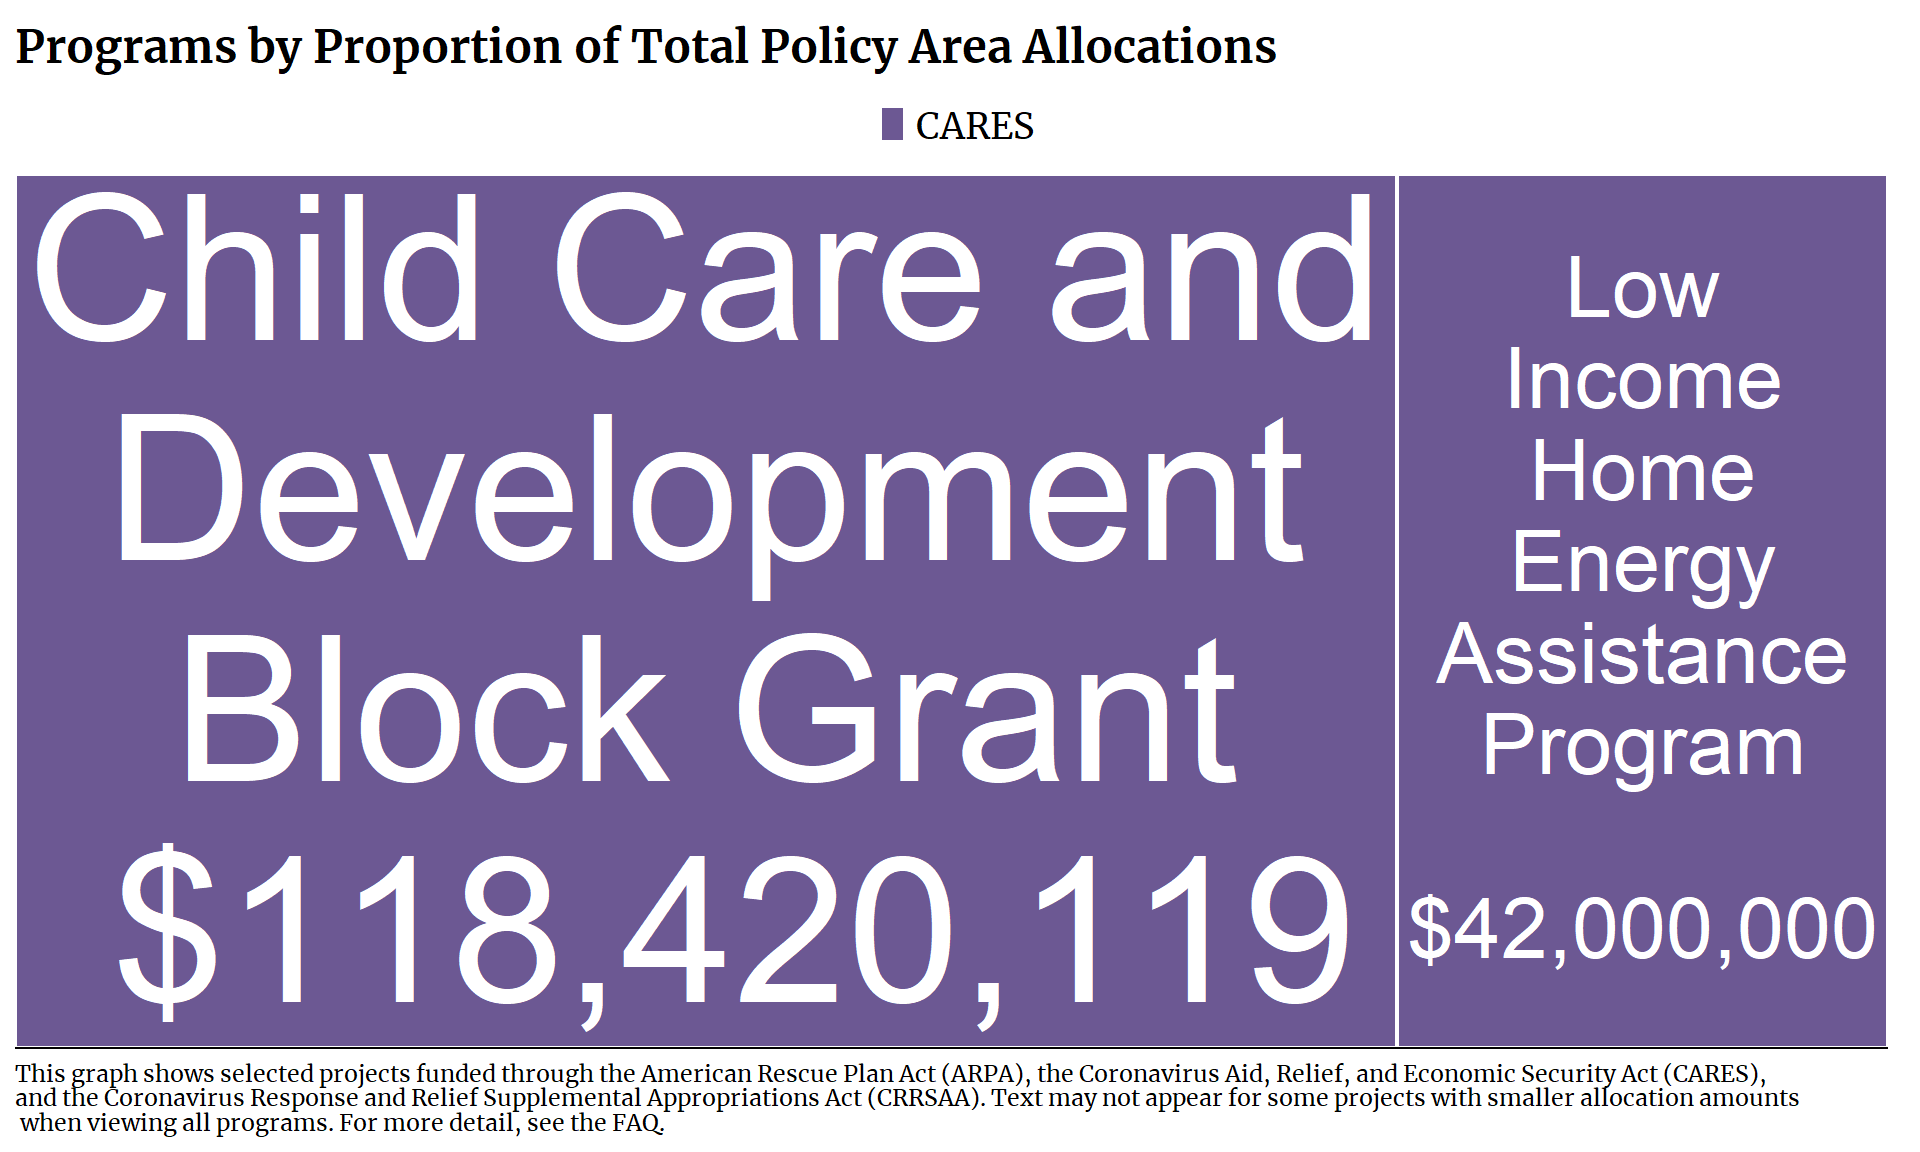 Programs by Proportion of Total Policy Area Allocations
CARES
Child Care and
Development
Block Grant
$118,420,119
Low
Income
Home
Energy
Assistance
Program
$42,000,000
This graph shows selected projects funded through the American Rescue Plan Act (ARPA), the Coronavirus Aid, Relief, and Economic Security Act (CARES),
and the Coronavirus Response and Relief Supplemental Appropriations Act (CRRSAA). Text may not appear for some projects with smaller allocation amounts
when viewing all programs. For more detail, see the FAQ.